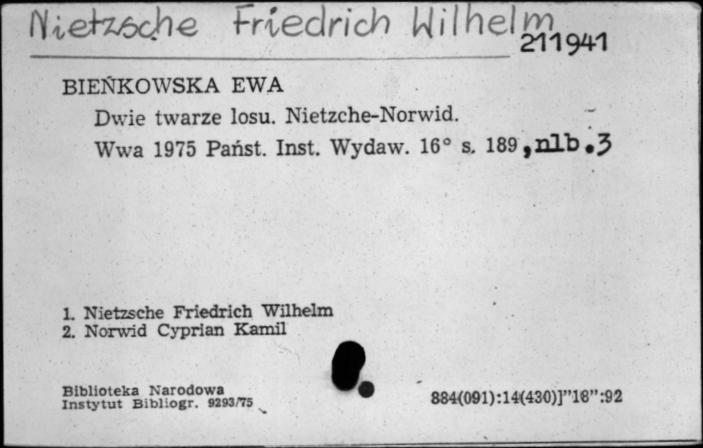 Nietzsche Friedrich Wilhelm
211941
BIEŃKOWSKA EWA
Dwie twarze losu. Nietzche-Norwid.
Wwa 1975 Państ. Inst. Wydaw. 16° s. 189, nlb. 3
1. Nietzsche Friedrich Wilhelm
2. Norwid Cyprian Kamil
Biblioteka Narodowa
Instytut Bibliogr. 9293/75
884(091):14(430)]"18":92